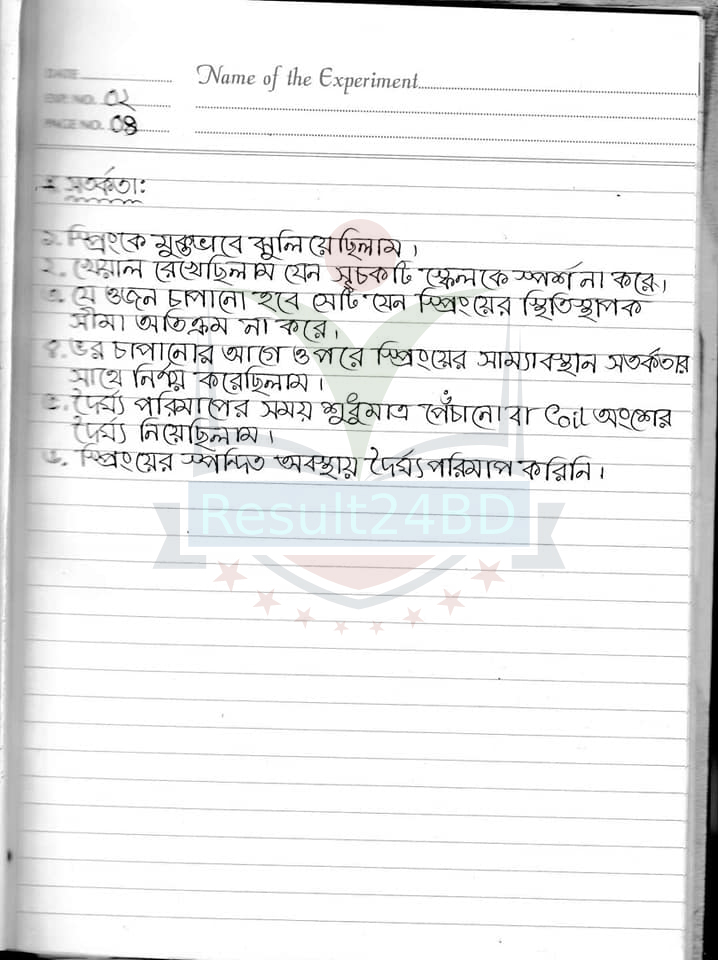 DATE
Name of the Experiment
EXP. NO. 02
PAGE NO. 08
* সতর্কতা:
১. স্প্রিংকে মুক্তভাবে ঝুলিয়েছিলাম।
২. খেয়াল রেখেছিলাম যেন সূচকটি স্কেলকে স্পর্শ না করে।
৩. যে ওজন চাপানো হবে সেটি যেন স্প্রিংয়ের স্থিতিস্থাপক
সীমা অতিক্রম না করে।
৪. ভর চাপানোর আগে ও পরে স্প্রিংয়ের সাম্যাবস্থান সতর্কতার
সাথে নির্ণয় করেছিলাম।
৫. দৈর্ঘ্য পরিমাপের সময় শুধুমাত্র পেঁচানো বা Coil অংশের
দৈর্ঘ্য নিয়েছিলাম।
৬. স্প্রিংয়ের স্পন্দিত অবস্থায় দৈর্ঘ্য পরিমাপ করিনি।
Result24BD